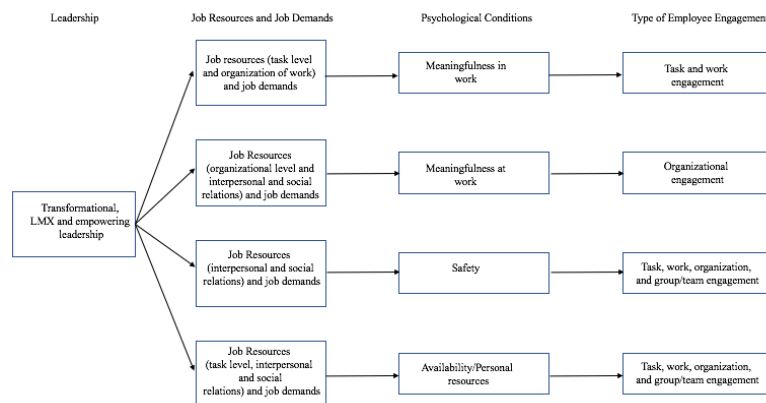 Leadership
Job Resources and Job Demands
Psychological Conditions
Type of Employee Engagement
Job resources (task level
and organization of work)
and job demands
Meaningfulness in
work
Task and work
engagement
Job Resources
(organizational level and
interpersonal and social
relations) and job demands
Meaningfulness at
work
Organizational
engagement
Transformational,
LMX and empowering
leadership
Job Resources
(interpersonal and social
relations) and job demands
Safety
Task, work, organization,
and group/team engagement
Job Resources
(task level, interpersonal
and social
relations) and job demands
Availability/Personal
resources
Task, work, organization,
and group/team engagement